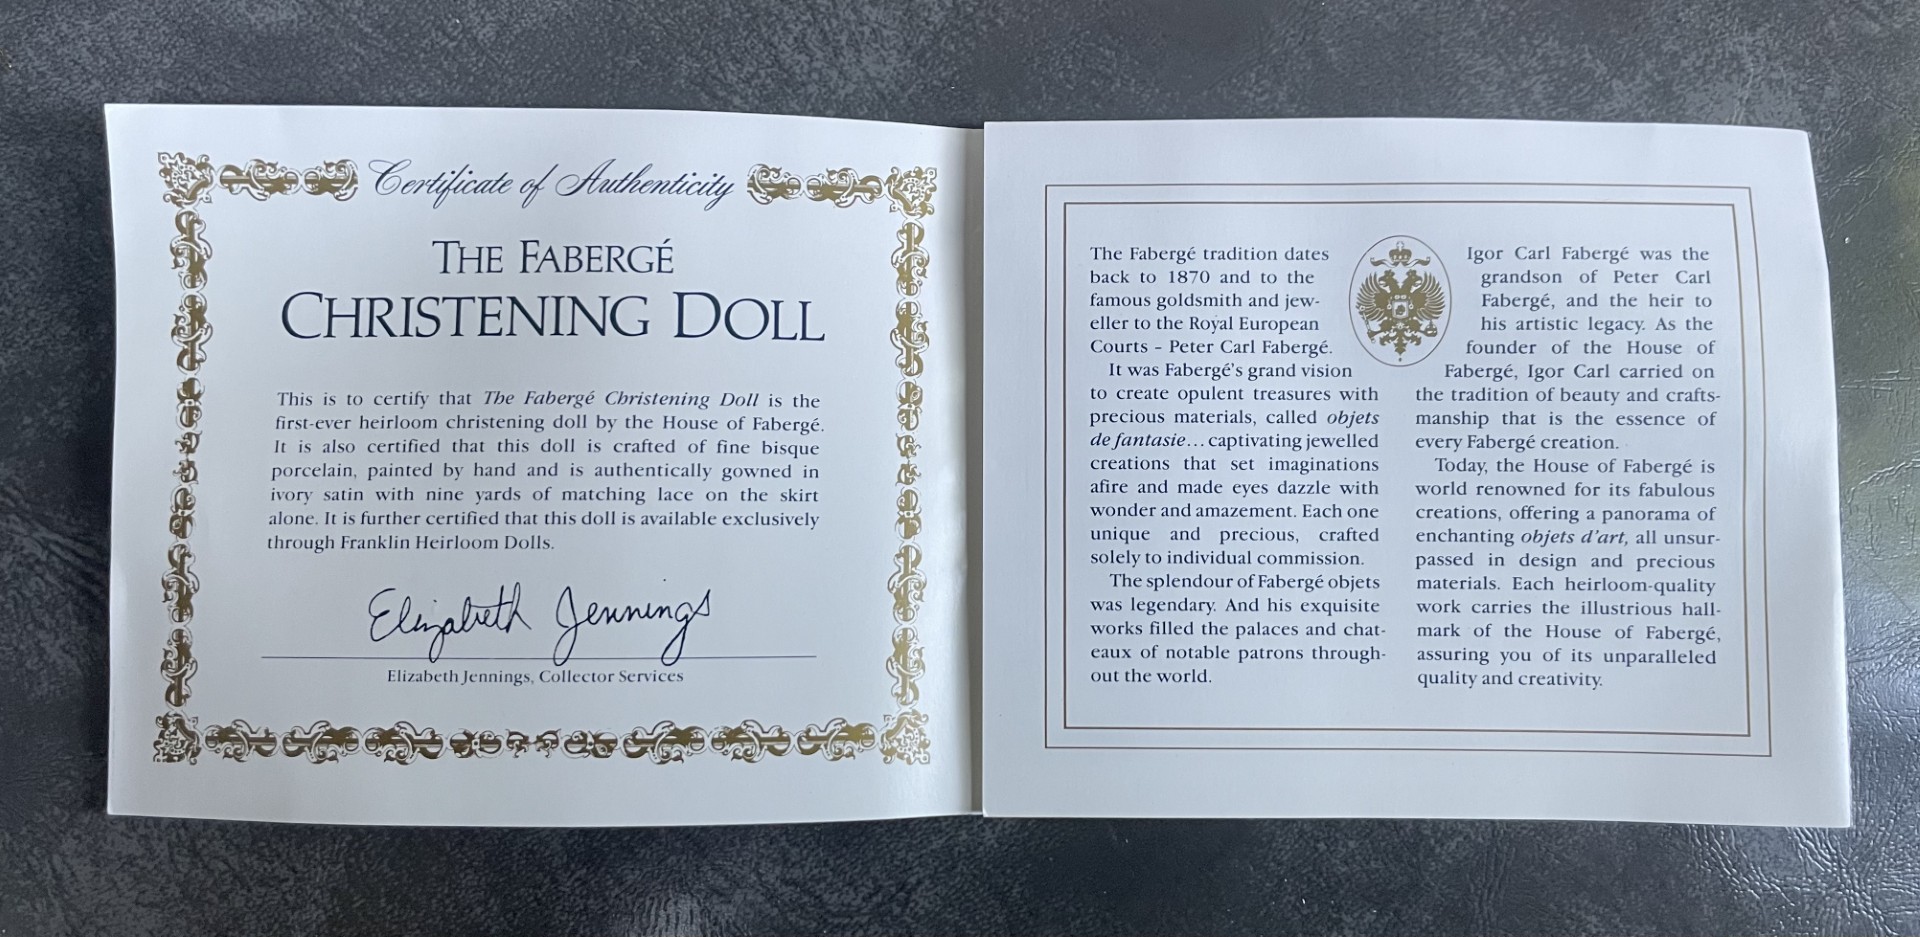 Certificate of Authenticity
THE FABERGÉ
CHRISTENING DOLL
This is to certify that The Fabergé Christening Doll is the
first-ever heirloom christening doll by the House of Fabergé.
It is also certified that this doll is crafted of fine bisque
porcelain, painted by hand and is authentically gowned in
ivory satin with nine yards of matching lace on the skirt
alone. It is further certified that this doll is available exclusively
through Franklin Heirloom Dolls.
Elizabeth Jennings
Elizabeth Jennings, Collector Services
The Fabergé tradition dates
back to 1870 and to the
famous goldsmith and jew-
eller to the Royal European
Courts – Peter Carl Fabergé.
It was Fabergé's grand vision
to create opulent treasures with
precious materials, called objets
de fantasie... captivating jewelled
creations that set imaginations
afire and made eyes dazzle with
wonder and amazement. Each one
unique and precious, crafted
solely to individual commission.
The splendour of Fabergé objets
was legendary. And his exquisite
works filled the palaces and chat-
eaux of notable patrons through-
out the world.
Igor Carl Fabergé was the
grandson of Peter Carl
Fabergé, and the heir to
his artistic legacy. As the
founder of the House of
Fabergé, Igor Carl carried on
the tradition of beauty and crafts-
manship that is the essence of
every Fabergé creation.
Today, the House of Fabergé is
world renowned for its fabulous
creations, offering a panorama of
enchanting objets d'art, all unsur-
passed in design and precious
materials. Each heirloom-quality
work carries the illustrious hall-
mark of the House of Fabergé,
assuring you of its unparalleled
quality and creativity.